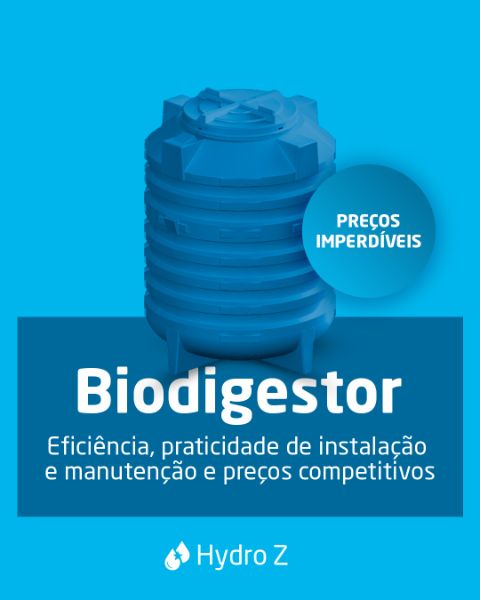 PREÇOS
IMPERDÍVEIS
Biodigestor
Eficiência, praticidade de instalação
e manutenção e preços competitivos
Hydro Z